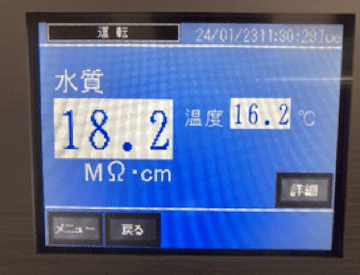 運転 24/01/23 11:30:29 Tue
水質
18.2 温度 16.2 ℃
MΩ・cm
詳細
メニュー 戻る